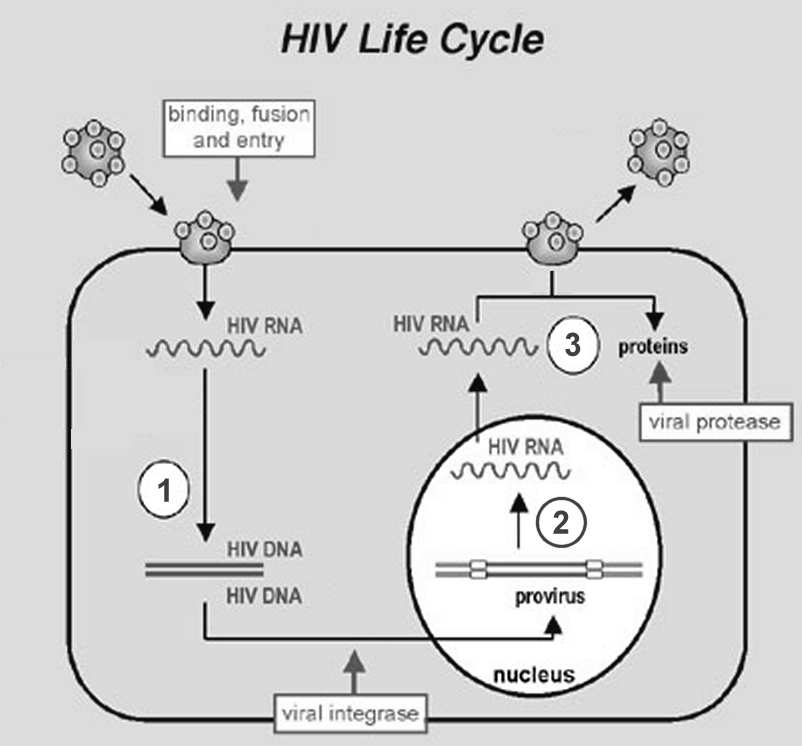 HIV Life Cycle
binding, fusion
and entry
HIV RNA
HIV RNA
3
proteins
viral protease
HIV RNA
1
2
HIV DNA
HIV DNA
provirus
nucleus
viral integrase